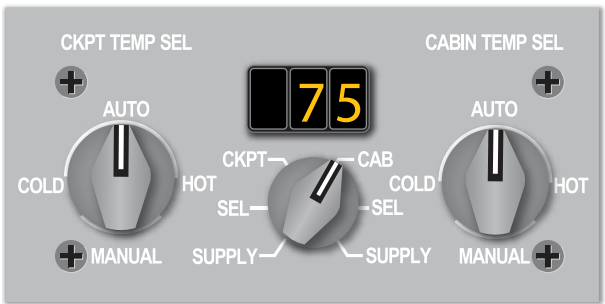 CKPT TEMP SEL
CABIN TEMP SEL
75
AUTO
AUTO
CKPT
CAB
COLD
HOT
COLD
HOT
SEL
SEL
MANUAL
SUPPLY
SUPPLY
MANUAL